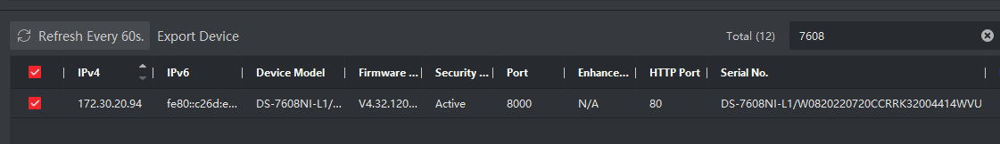 Refresh Every 60s. Export Device Total (12) 7608
IPv4 IPv6 Device Model Firmware ... Security ... Port Enhance... HTTP Port Serial No.
172.30.20.94 fe80::c26d:e... DS-7608NI-L1/... V4.32.120... Active 8000 N/A 80 DS-7608NI-L1/W0820220720CCRRK32004414WVU